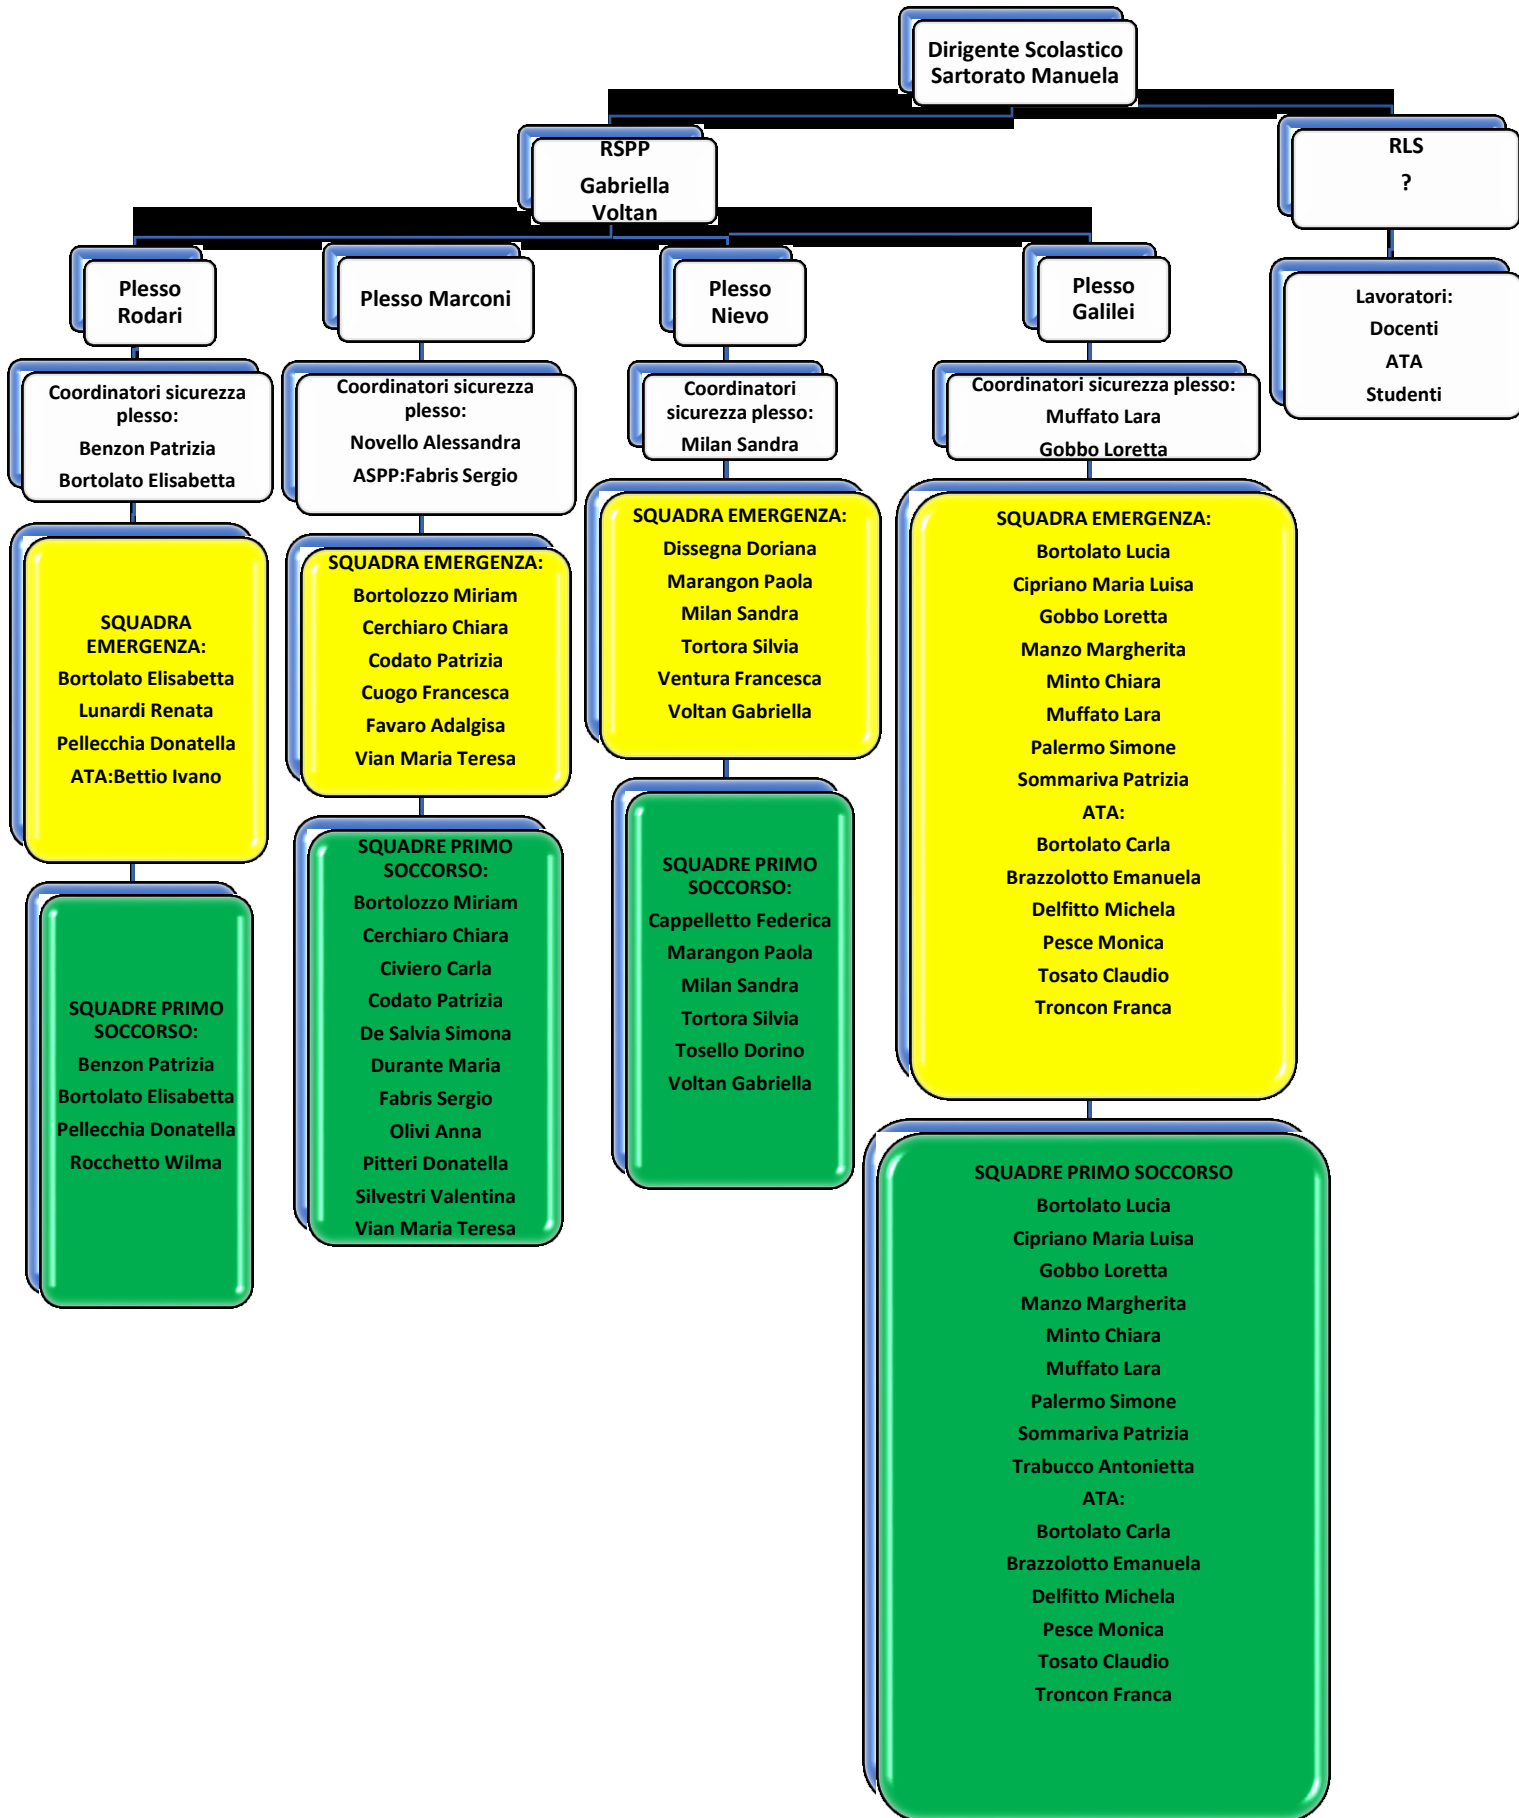 Dirigente Scolastico
Sartorato Manuela
RSPP
Gabriella
Voltan
RLS
?
Plesso
Rodari
Plesso Marconi
Plesso
Nievo
Plesso
Galilei
Lavoratori:
Docenti
ATA
Studenti
Coordinatori sicurezza
plesso:
Benzon Patrizia
Bortolato Elisabetta
Coordinatori sicurezza
plesso:
Novello Alessandra
ASPP:Fabris Sergio
Coordinatori
sicurezza plesso:
Milan Sandra
Coordinatori sicurezza plesso:
Muffato Lara
Gobbo Loretta
SQUADRA
EMERGENZA:
Bortolato Elisabetta
Lunardi Renata
Pellecchia Donatella
ATA:Bettio Ivano
SQUADRA EMERGENZA:
Bortolozzo Miriam
Cerchiaro Chiara
Codato Patrizia
Cuogo Francesca
Favaro Adalgisa
Vian Maria Teresa
SQUADRA EMERGENZA:
Dissegna Doriana
Marangon Paola
Milan Sandra
Tortora Silvia
Ventura Francesca
Voltan Gabriella
SQUADRA EMERGENZA:
Bortolato Lucia
Cipriano Maria Luisa
Gobbo Loretta
Manzo Margherita
Minto Chiara
Muffato Lara
Palermo Simone
Sommariva Patrizia
ATA:
Bortolato Carla
Brazzolotto Emanuela
Delfitto Michela
Pesce Monica
Tosato Claudio
Troncon Franca
SQUADRE PRIMO
SOCCORSO:
Benzon Patrizia
Bortolato Elisabetta
Pellecchia Donatella
Rocchetto Wilma
SQUADRE PRIMO
SOCCORSO:
Bortolozzo Miriam
Cerchiaro Chiara
Civiero Carla
Codato Patrizia
De Salvia Simona
Durante Maria
Fabris Sergio
Olivi Anna
Pitteri Donatella
Silvestri Valentina
Vian Maria Teresa
SQUADRE PRIMO
SOCCORSO:
Cappelletto Federica
Marangon Paola
Milan Sandra
Tortora Silvia
Tosello Dorino
Voltan Gabriella
SQUADRE PRIMO SOCCORSO
Bortolato Lucia
Cipriano Maria Luisa
Gobbo Loretta
Manzo Margherita
Minto Chiara
Muffato Lara
Palermo Simone
Sommariva Patrizia
Trabucco Antonietta
ATA:
Bortolato Carla
Brazzolotto Emanuela
Delfitto Michela
Pesce Monica
Tosato Claudio
Troncon Franca